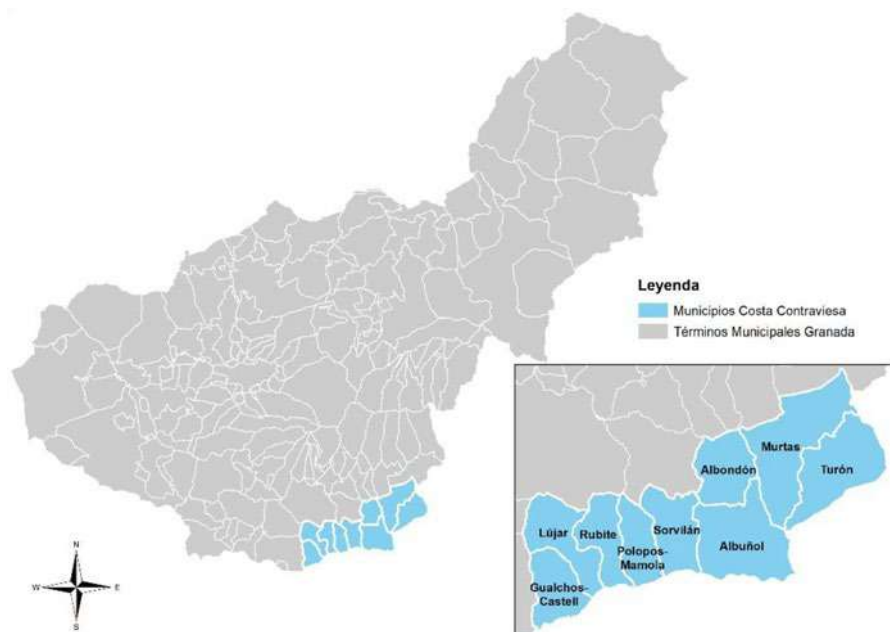 Leyenda
Municipios Costa Contraviesa
Términos Municipales Granada
Murtas
Albondón
Turón
Lújar
Rubite
Sorvilán
Polopos-
Mamola
Albuñol
Gualchos-
Castell
N
W
E
S